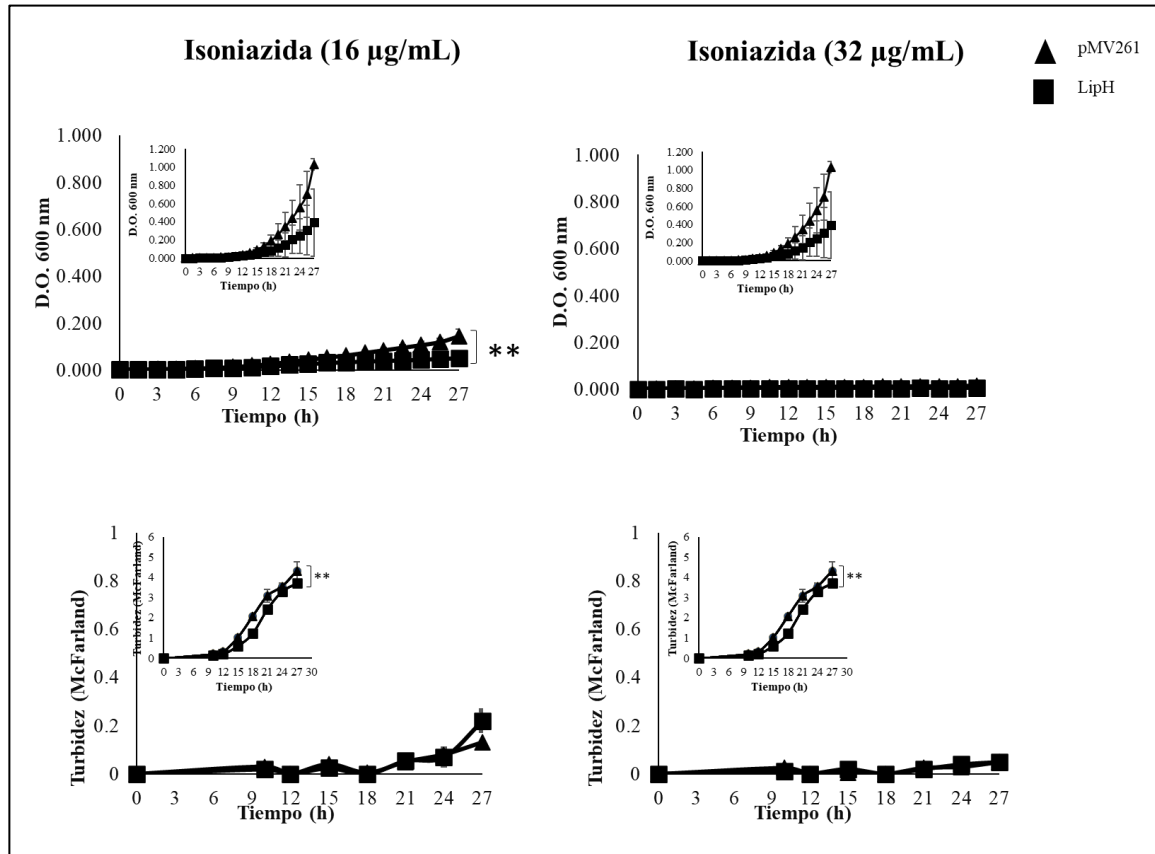 Isoniazida (16 µg/mL)
Isoniazida (32 µg/mL)
pMV261
LipH
D.O. 600 nm
1.000
0.800
0.600
0.400
0.200
0.000
0 3 6 9 12 15 18 21 24 27
Tiempo (h)
**
D.O. 600 nm
1.200
1.000
0.800
0.600
0.400
0.200
0.000
0 3 6 9 12 15 18 21 24 27
Tiempo (h)
D.O. 600 nm
1.000
0.800
0.600
0.400
0.200
0.000
0 3 6 9 12 15 18 21 24 27
Tiempo (h)
D.O. 600 nm
1.200
1.000
0.800
0.600
0.400
0.200
0.000
0 3 6 9 12 15 18 21 24 27
Tiempo (h)
Turbidez (McFarland)
1
0.8
0.6
0.4
0.2
0
0 3 6 9 12 15 18 21 24 27
Tiempo (h)
Turbidez (McFarland)
6
5
4
3
2
1
0
0 3 6 9 12 15 18 21 24 27 30
Tiempo (h)
**
Turbidez (McFarland)
1
0.8
0.6
0.4
0.2
0
0 3 6 9 12 15 18 21 24 27
Tiempo (h)
Turbidez (McFarland)
6
5
4
3
2
1
0
0 3 6 9 12 15 18 21 24 27 30
Tiempo (h)
**